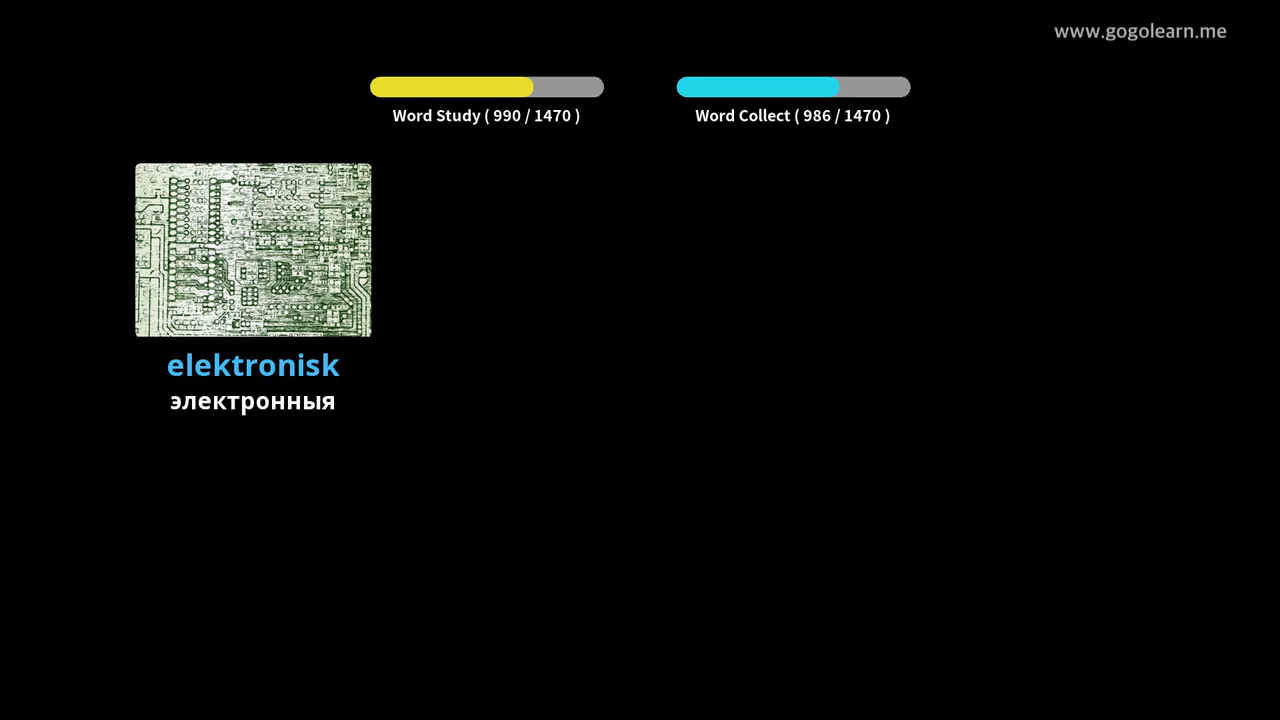 www.gogolearn.me
Word Study ( 990 / 1470 )
Word Collect ( 986 / 1470 )
elektronisk
электронныя